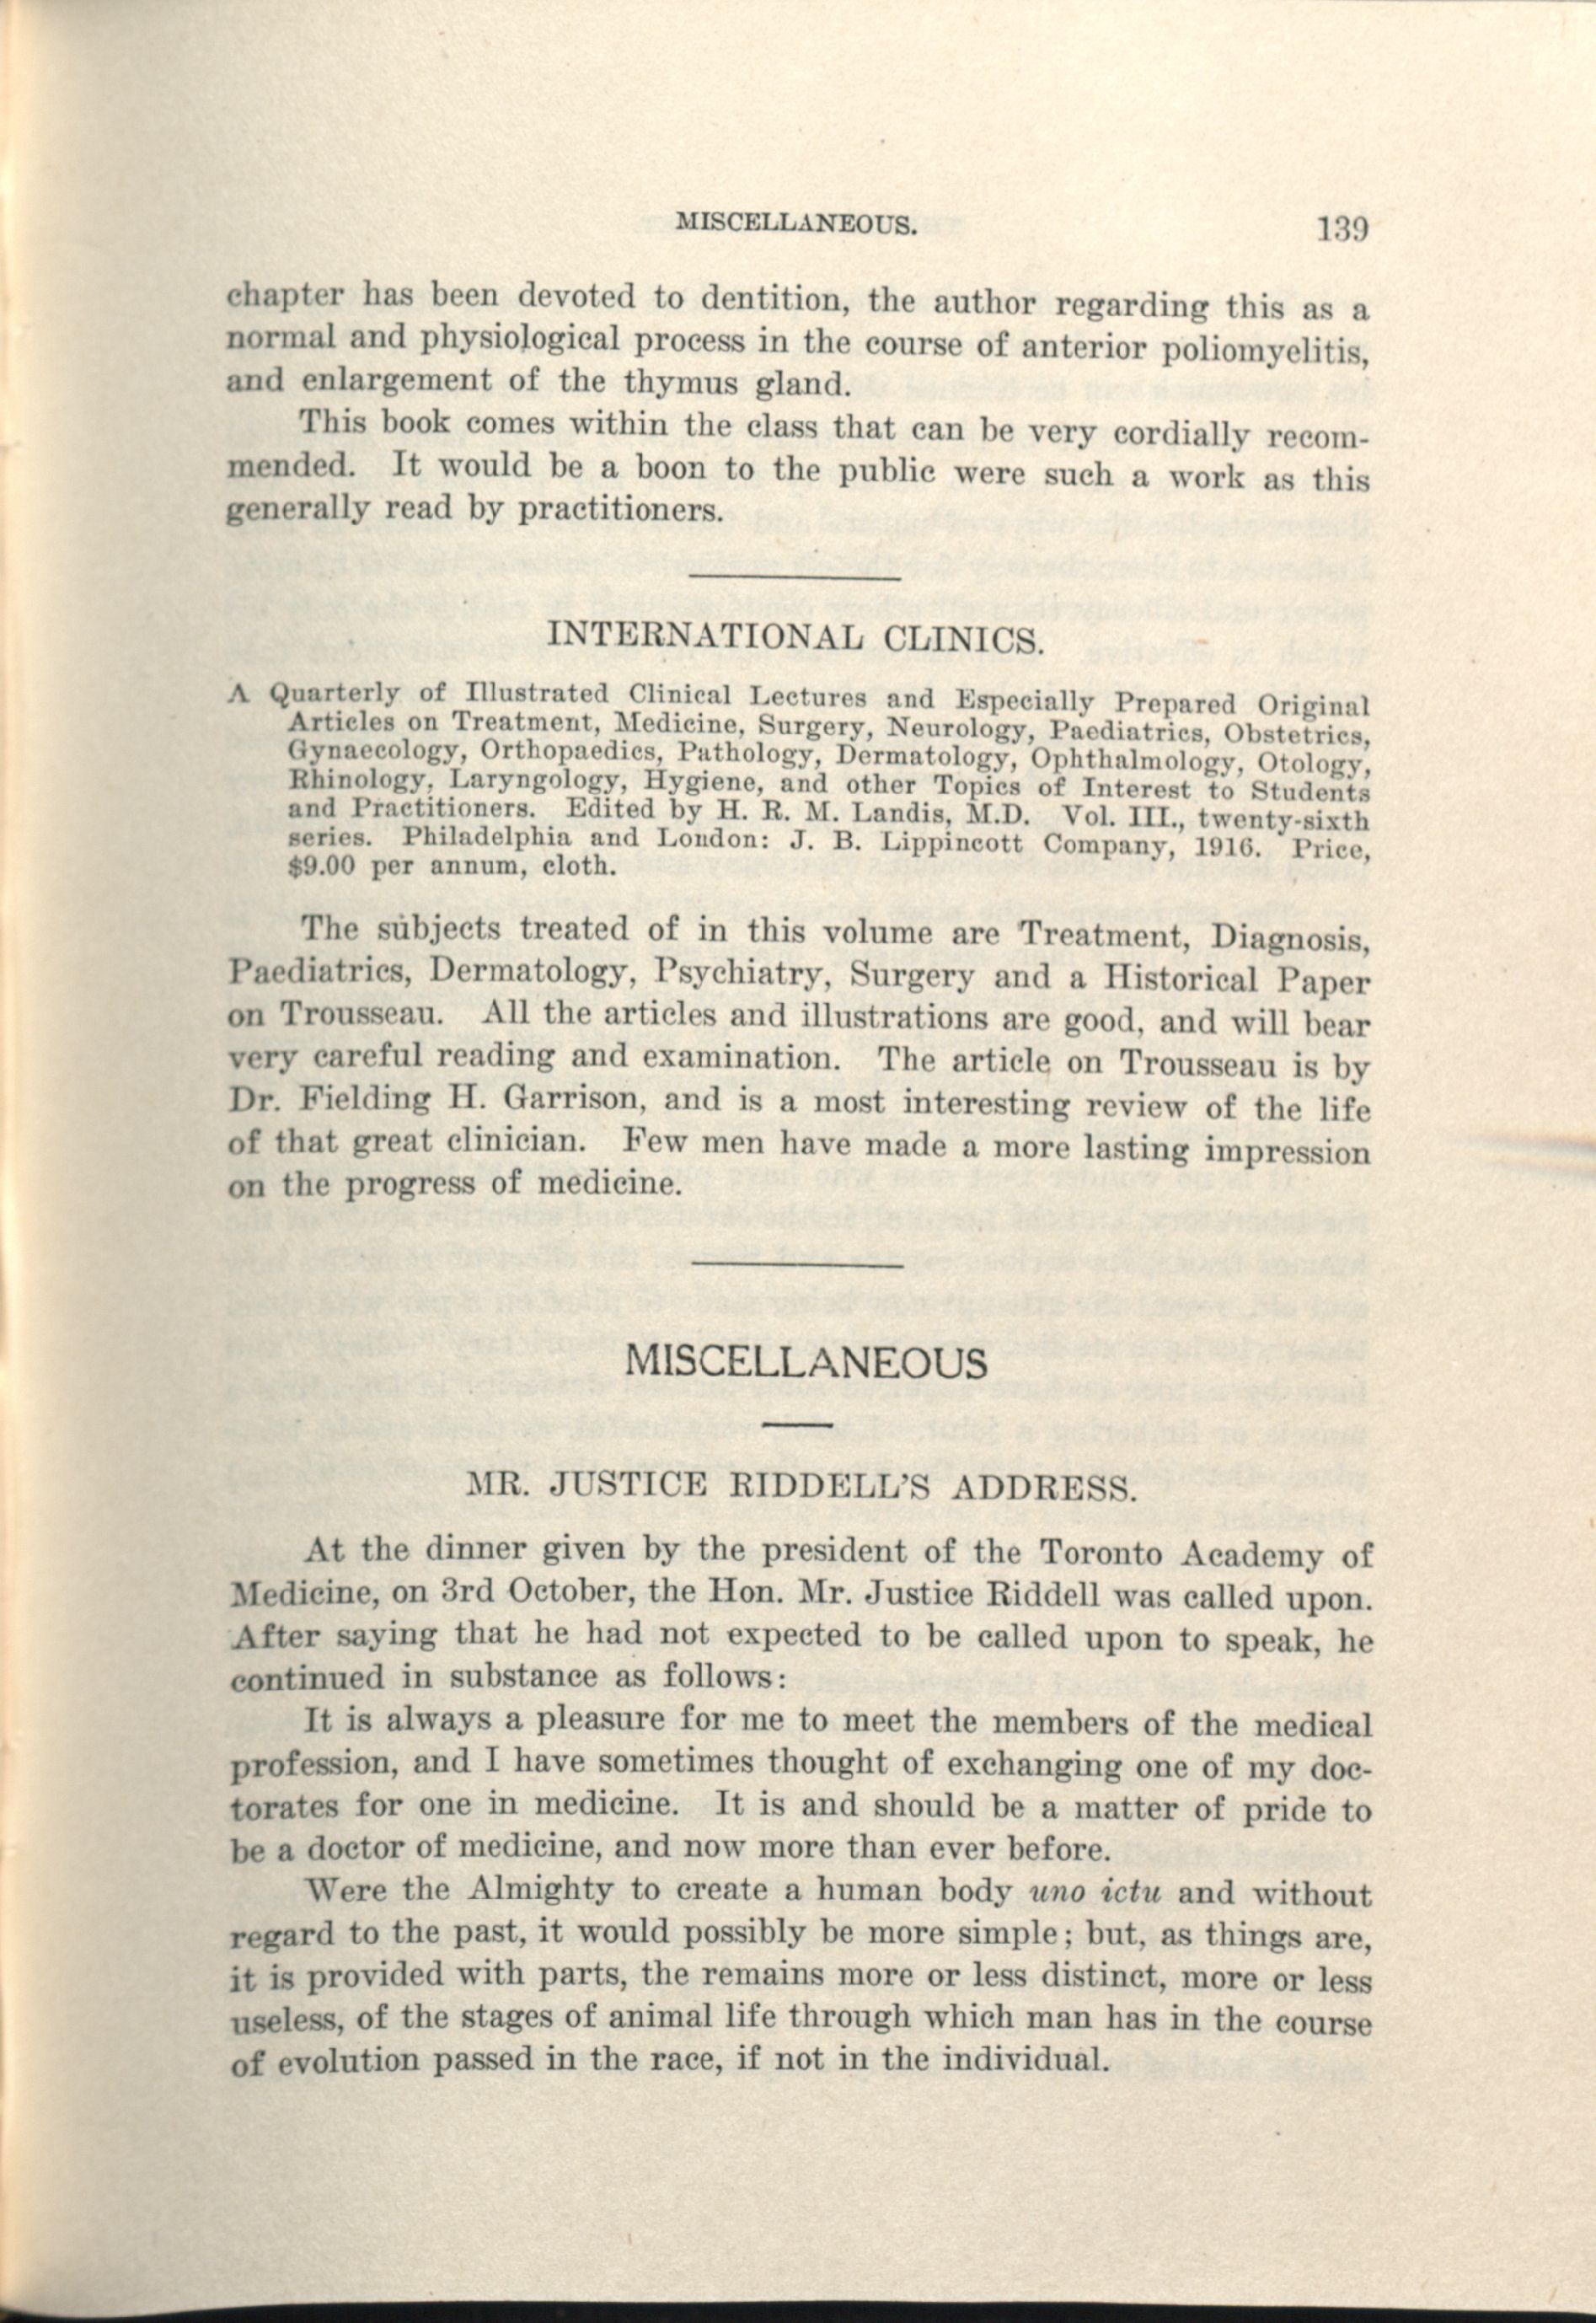 MISCELLANEOUS. 139
chapter has been devoted to dentition, the author regarding this as a
normal and physiological process in the course of anterior poliomyelitis,
and enlargement of the thymus gland.
This book comes within the class that can be very cordially recom-
mended. It would be a boon to the public were such a work as this
generally read by practitioners.
INTERNATIONAL CLINICS.
A Quarterly of Illustrated Clinical Lectures and Especially Prepared Original
Articles on Treatment, Medicine, Surgery, Neurology, Paediatrics, Obstetrics,
Gynaecology, Orthopaedics, Pathology, Dermatology, Ophthalmology, Otology,
Rhinology, Laryngology, Hygiene, and other Topics of Interest to Students
and Practitioners. Edited by H. R. M. Landis, M.D. Vol. III., twenty-sixth
series. Philadelphia and London: J. B. Lippincott Company, 1916. Price,
$9.00 per annum, cloth.
The subjects treated of in this volume are Treatment, Diagnosis,
Paediatrics, Dermatology, Psychiatry, Surgery and a Historical Paper
on Trousseau. All the articles and illustrations are good, and will bear
very careful reading and examination. The article on Trousseau is by
Dr. Fielding H. Garrison, and is a most interesting review of the life
of that great clinician. Few men have made a more lasting impression
on the progress of medicine.
MISCELLANEOUS
MR. JUSTICE RIDDELL'S ADDRESS.
At the dinner given by the president of the Toronto Academy of
Medicine, on 3rd October, the Hon. Mr. Justice Riddell was called upon.
After saying that he had not expected to be called upon to speak, he
continued in substance as follows:
It is always a pleasure for me to meet the members of the medical
profession, and I have sometimes thought of exchanging one of my doc-
torates for one in medicine. It is and should be a matter of pride to
be a doctor of medicine, and now more than ever before.
Were the Almighty to create a human body uno ictu and without
regard to the past, it would possibly be more simple; but, as things are,
it is provided with parts, the remains more or less distinct, more or less
useless, of the stages of animal life through which man has in the course
of evolution passed in the race, if not in the individual.